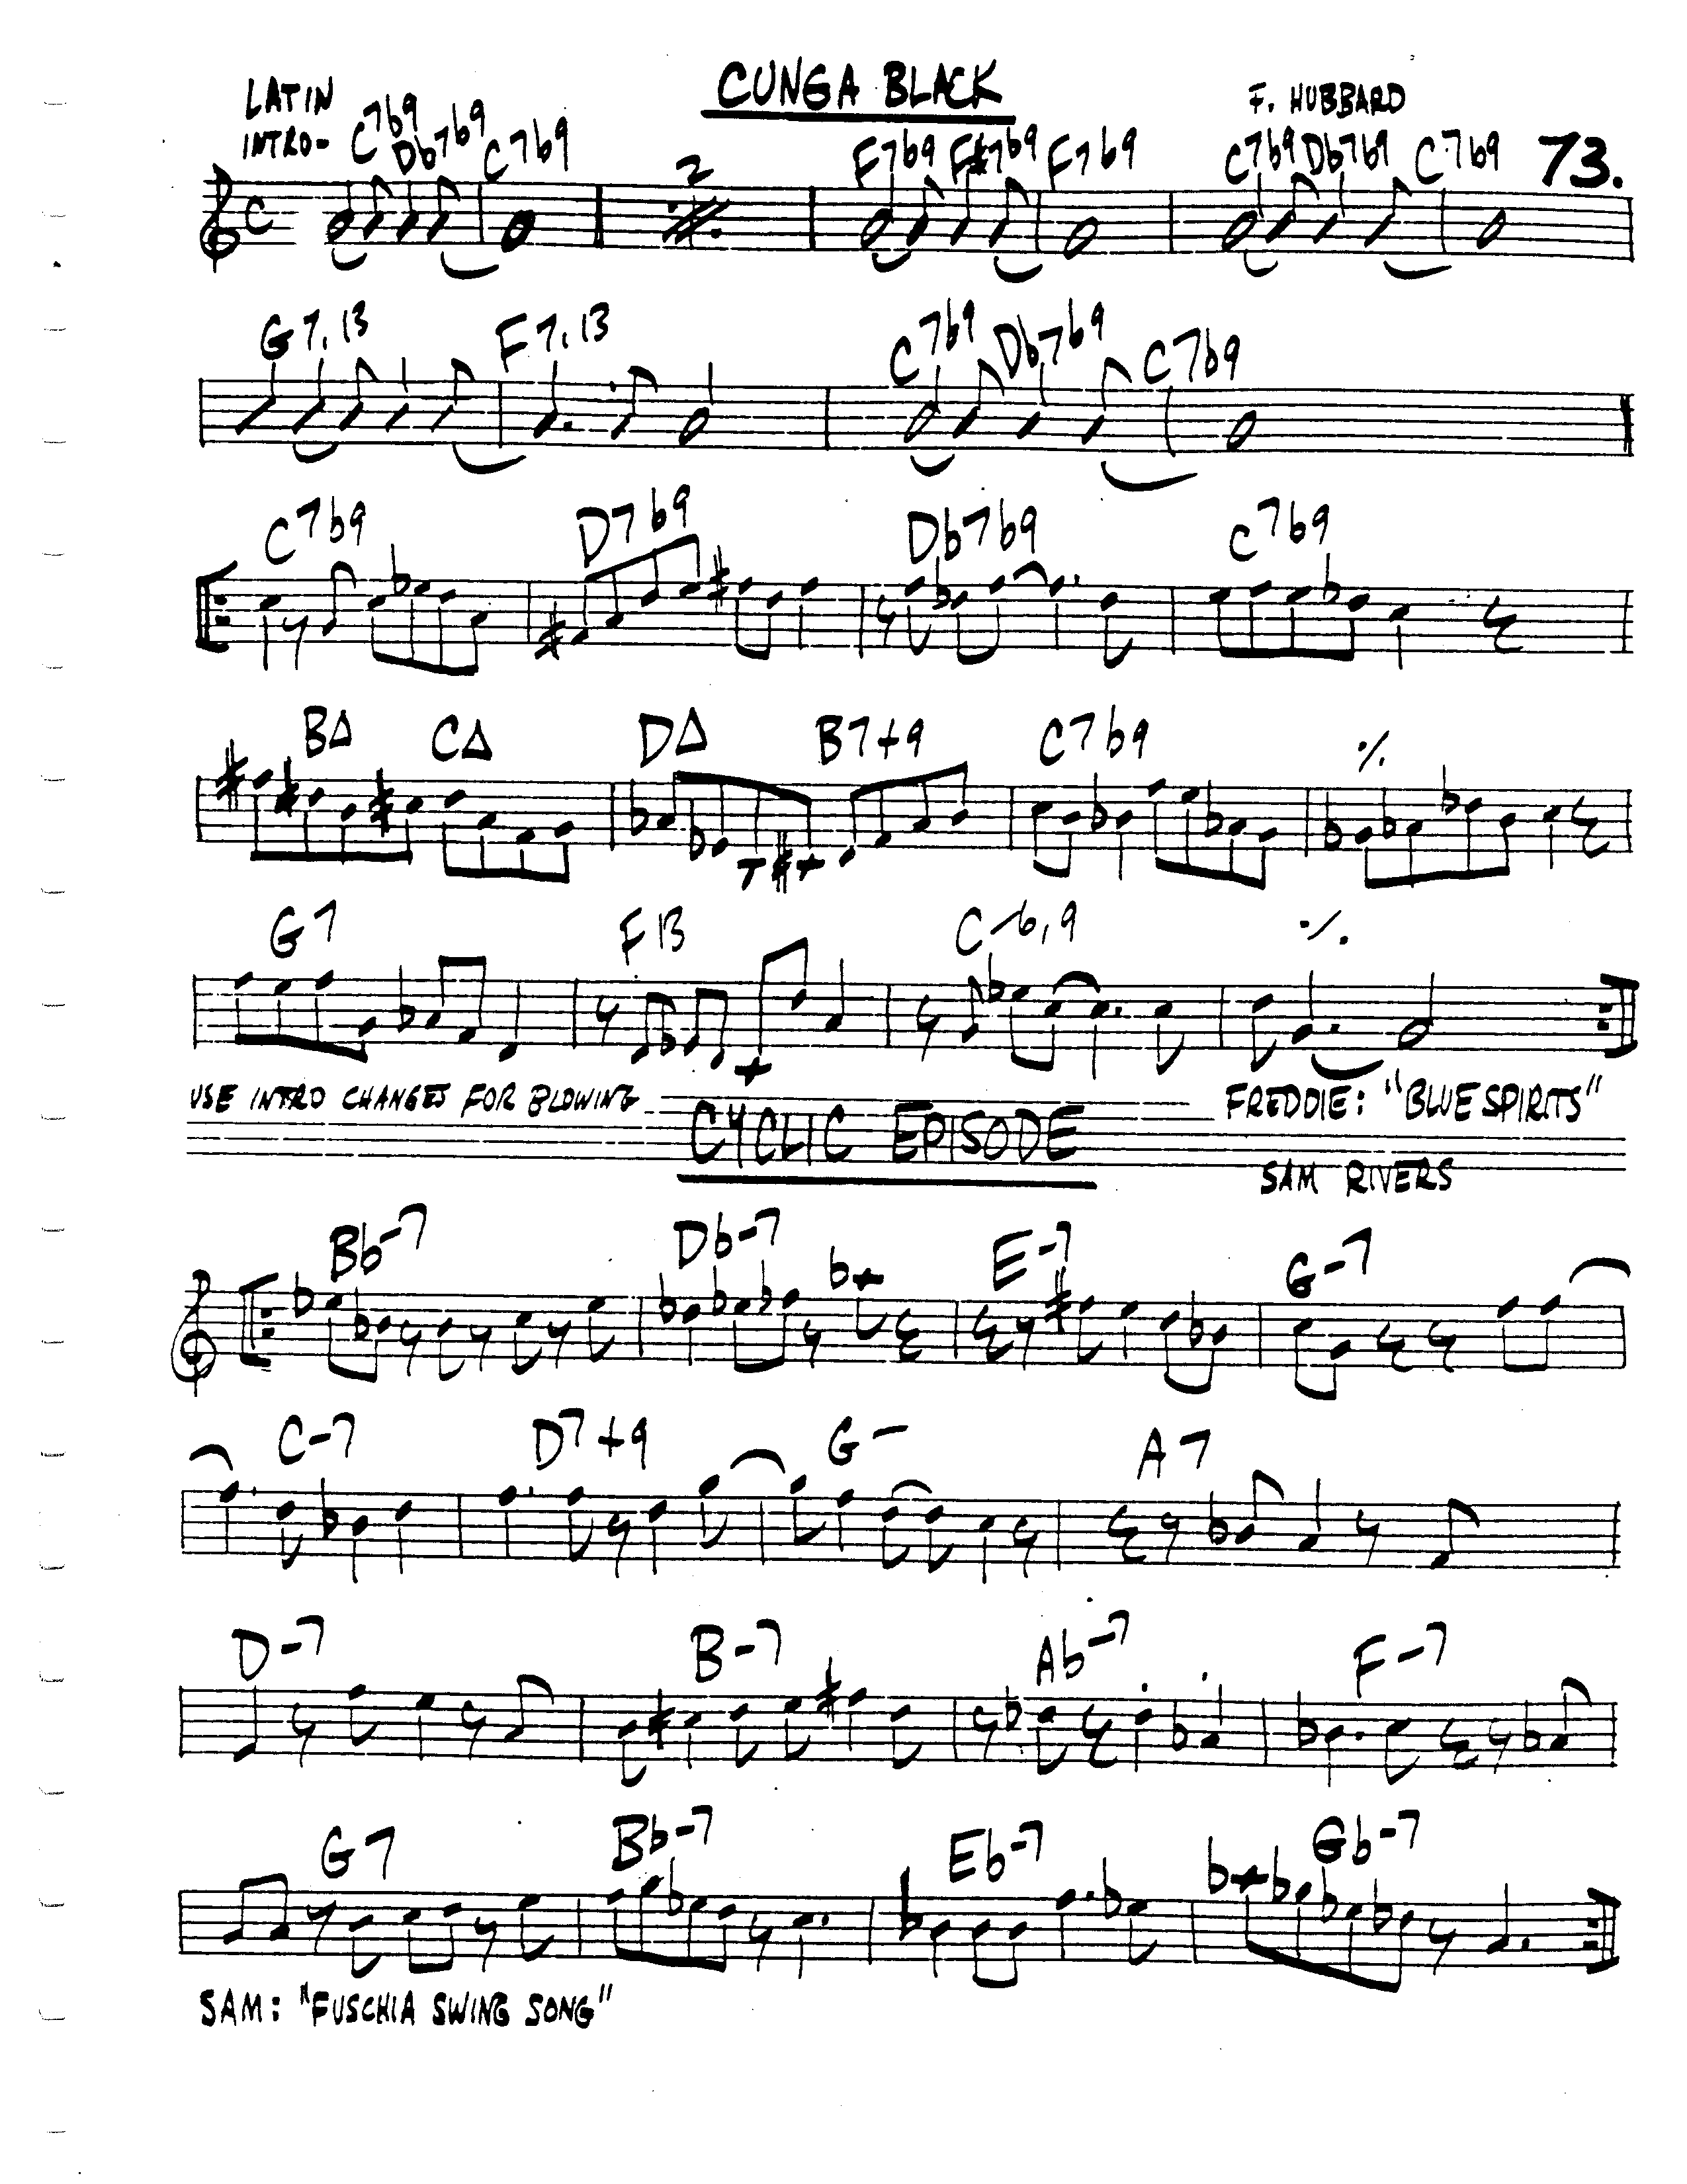 CUNGA BLACK
LATIN
F. HUBBARD
INTRO- C7b9 Db7b9 C7b9 2 F7b9 F#7b9 F7b9 C7b9 Db7b9 C7b9 73.
G7,13 F7,13 C7b9 Db7b9 C7b9
C7b9 D7b9 Db7b9 C7b9
B△ C△ D△ B7+9 C7b9 ٪
G7 F13 C-6,9 ٪
USE INTRO CHANGES FOR BLOWING
FREDDIE: "BLUE SPIRITS"
CYCLIC EPISODE
SAM RIVERS
Bb-7 Db-7 E-7 G-7
C-7 D7+9 G- A7
D-7 B-7 Ab-7 F-7
G7 Bb-7 Eb-7 Gb-7
SAM: "FUSCHIA SWING SONG"